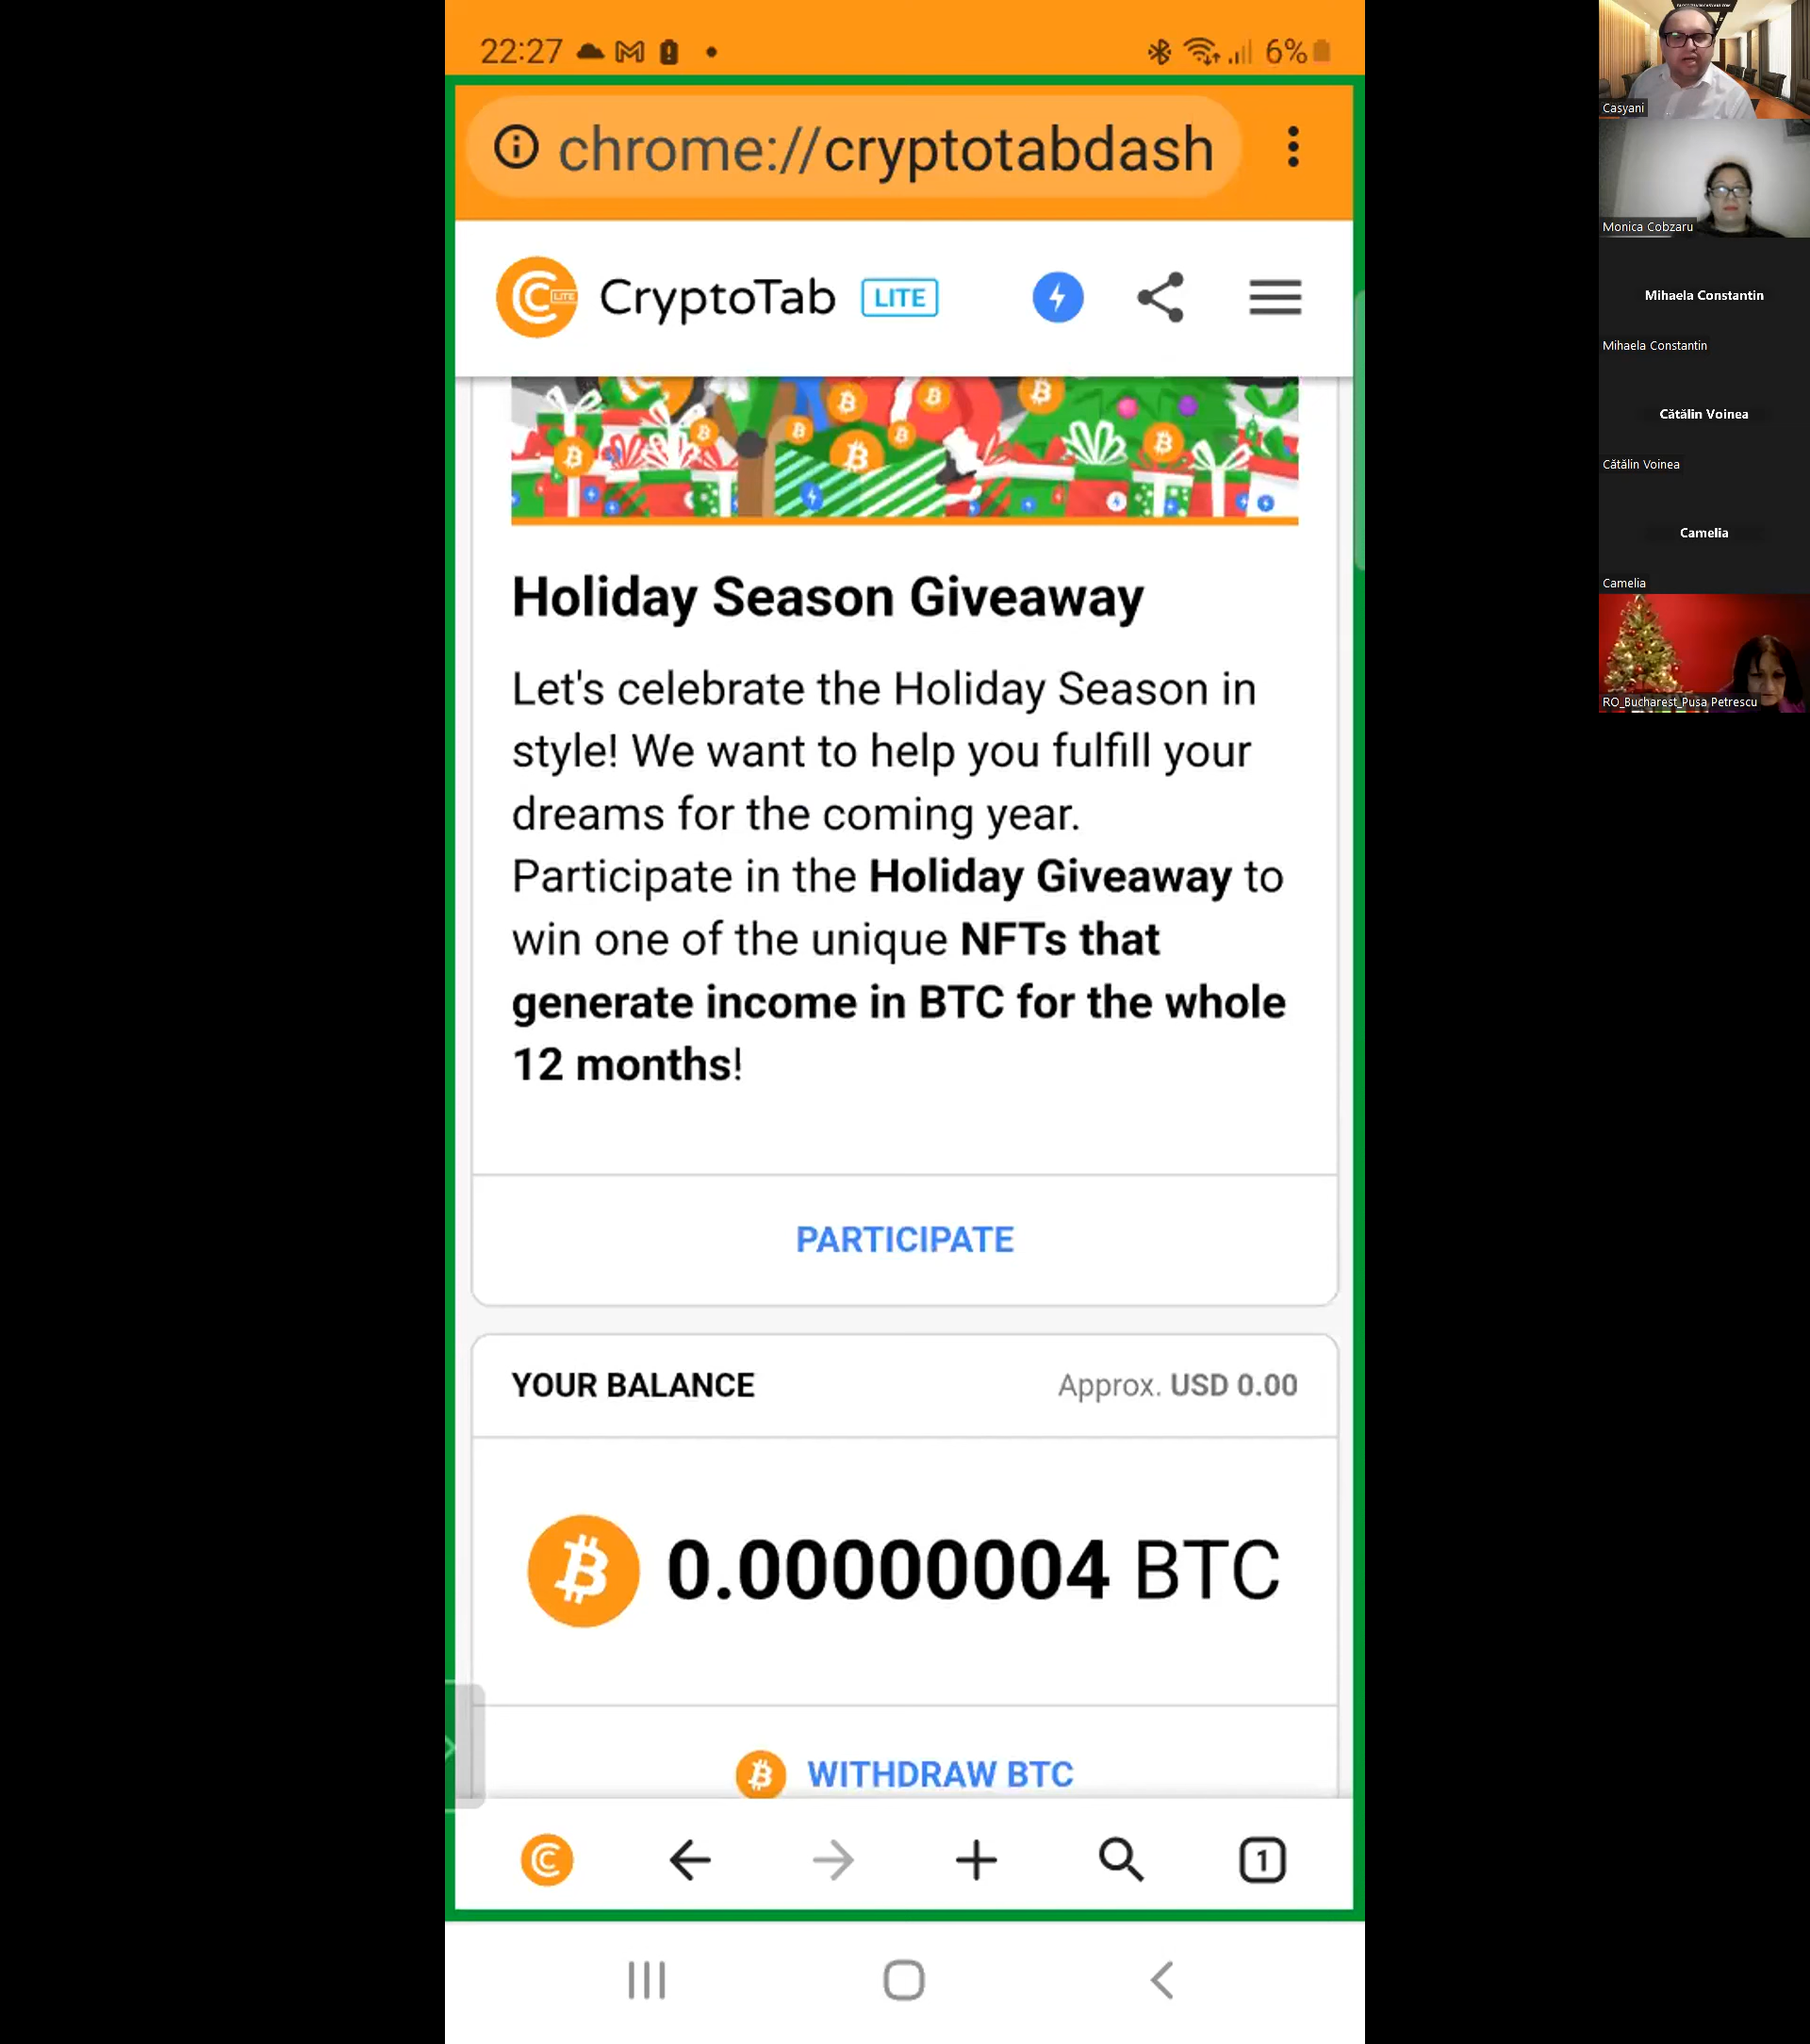 22:27
6%
chrome://cryptotabdash
CryptoTab LITE
Holiday Season Giveaway
Let's celebrate the Holiday Season in
style! We want to help you fulfill your
dreams for the coming year.
Participate in the Holiday Giveaway to
win one of the unique NFTs that
generate income in BTC for the whole
12 months!
PARTICIPATE
YOUR BALANCE
Approx. USD 0.00
0.00000004 BTC
WITHDRAW BTC
1
Casyani
Monica Cobzaru
Mihaela Constantin
Mihaela Constantin
Cătălin Voinea
Cătălin Voinea
Camelia
Camelia
RO_Bucharest_Pusa Petrescu